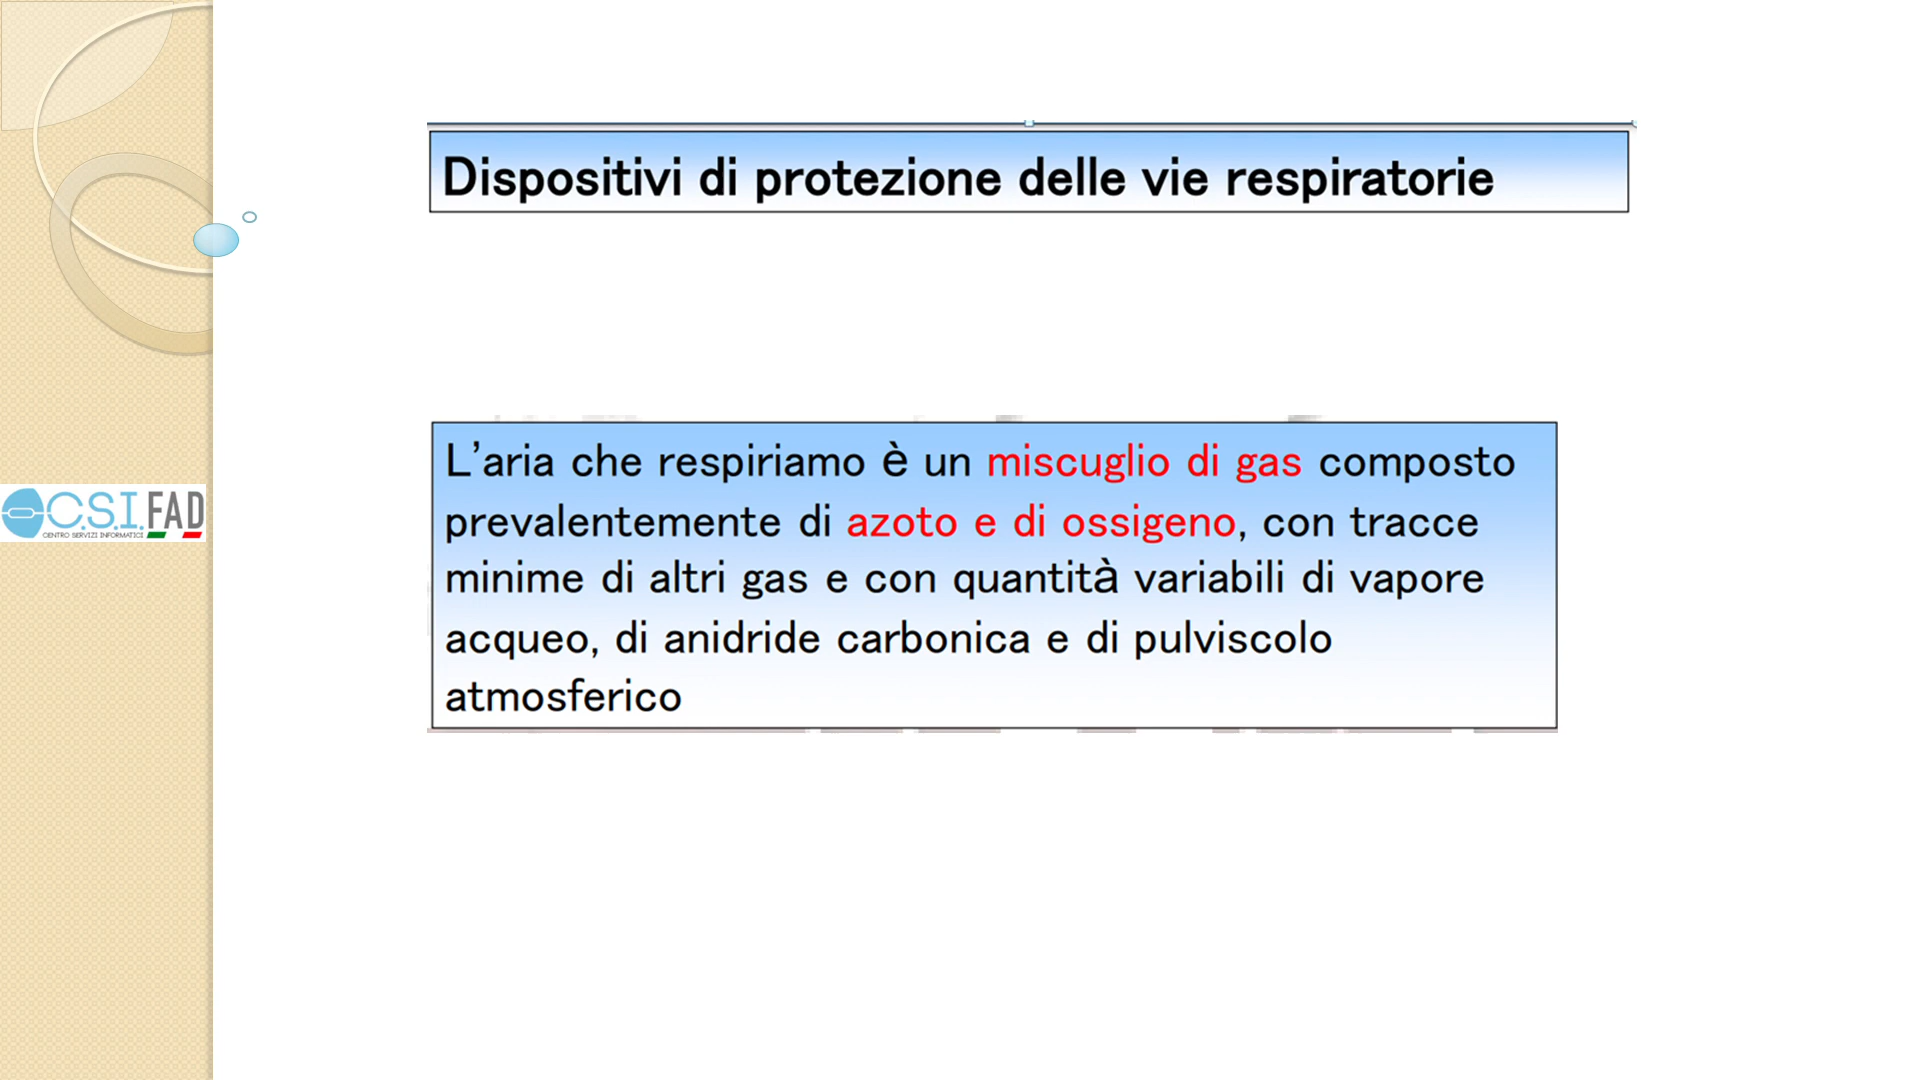 Dispositivi di protezione delle vie respiratorie
L'aria che respiriamo è un miscuglio di gas composto
prevalentemente di azoto e di ossigeno, con tracce
minime di altri gas e con quantità variabili di vapore
acqueo, di anidride carbonica e di pulviscolo
atmosferico
C.S.I. FAD
CENTRO SERVIZI INFORMATICI